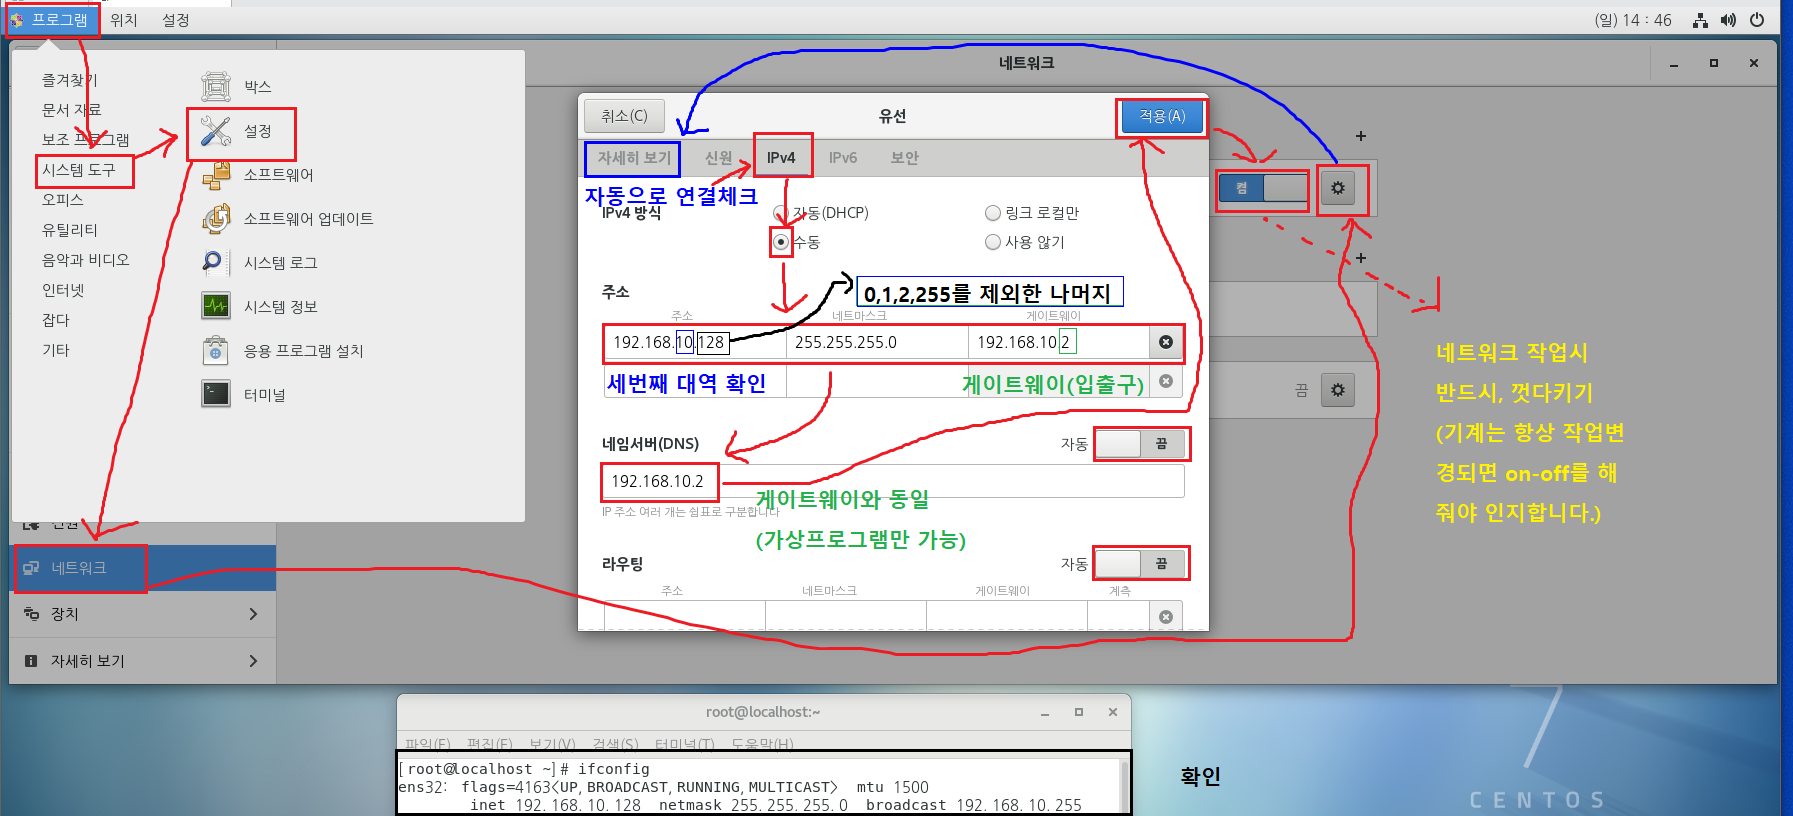 프로그램 위치 설정 (일) 14 : 46
네트워크
즐겨찾기
문서 자료
보조 프로그램
시스템 도구
오피스
유틸리티
음악과 비디오
인터넷
잡다
기타
박스
설정
소프트웨어
소프트웨어 업데이트
시스템 로그
시스템 정보
응용 프로그램 설치
터미널
네트워크
장치
자세히 보기
취소(C) 유선 적용(A)
자세히 보기 신원 IPv4 IPv6 보안
자동으로 연결체크
IPv4 방식 자동(DHCP) 링크 로컬만
수동 사용 않기
0,1,2,255를 제외한 나머지
주소
주소 네트마스크 게이트웨이
192.168.10.128 255.255.255.0 192.168.10.2
세번째 대역 확인 게이트웨이(입출구)
네임서버(DNS) 자동 끔
192.168.10.2
게이트웨이와 동일
IP 주소 여러 개는 쉼표로 구분합니다
(가상프로그램만 가능)
라우팅 자동 끔
주소 네트마스크 게이트웨이 계측
켬
끔
네트워크 작업시
반드시, 껏다키기
(기계는 항상 작업변
경되면 on-off를 해
줘야 인지합니다.)
root@localhost:~
파일(F) 편집(E) 보기(V) 검색(S) 터미널(T) 도움말(H)
[root@localhost ~]# ifconfig
ens32: flags=4163<UP,BROADCAST,RUNNING,MULTICAST> mtu 1500
inet 192.168.10.128 netmask 255.255.255.0 broadcast 192.168.10.255
확인
7
CENTOS